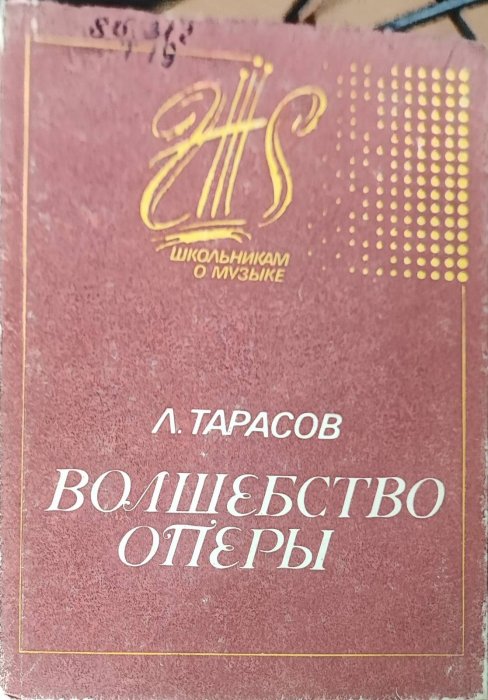 ШКОЛЬНИКАМ
О МУЗЫКЕ
Л. ТАРАСОВ
ВОЛШЕБСТВО
ОПЕРЫ